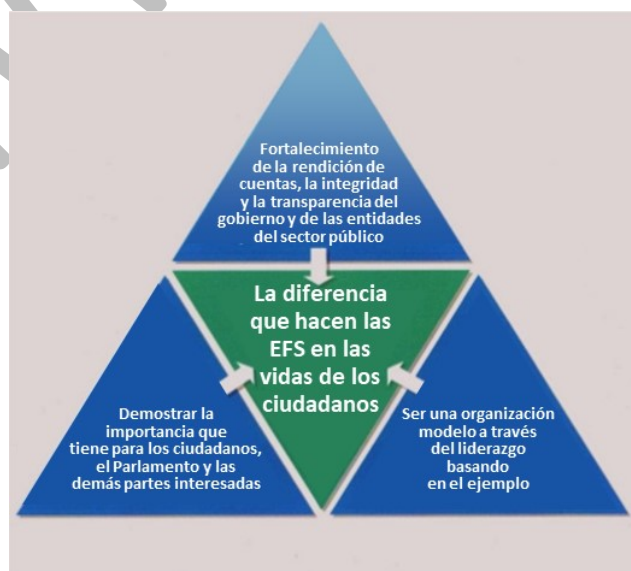 Fortalecimiento
de la rendición de
cuentas, la integridad
y la transparencia del
gobierno y de las entidades
del sector público
La diferencia
que hacen las
EFS en las
vidas de los
ciudadanos
Demostrar la
importancia que
tiene para los ciudadanos,
el Parlamento y las
demás partes interesadas
Ser una organización
modelo a través
del liderazgo
basando
en el ejemplo